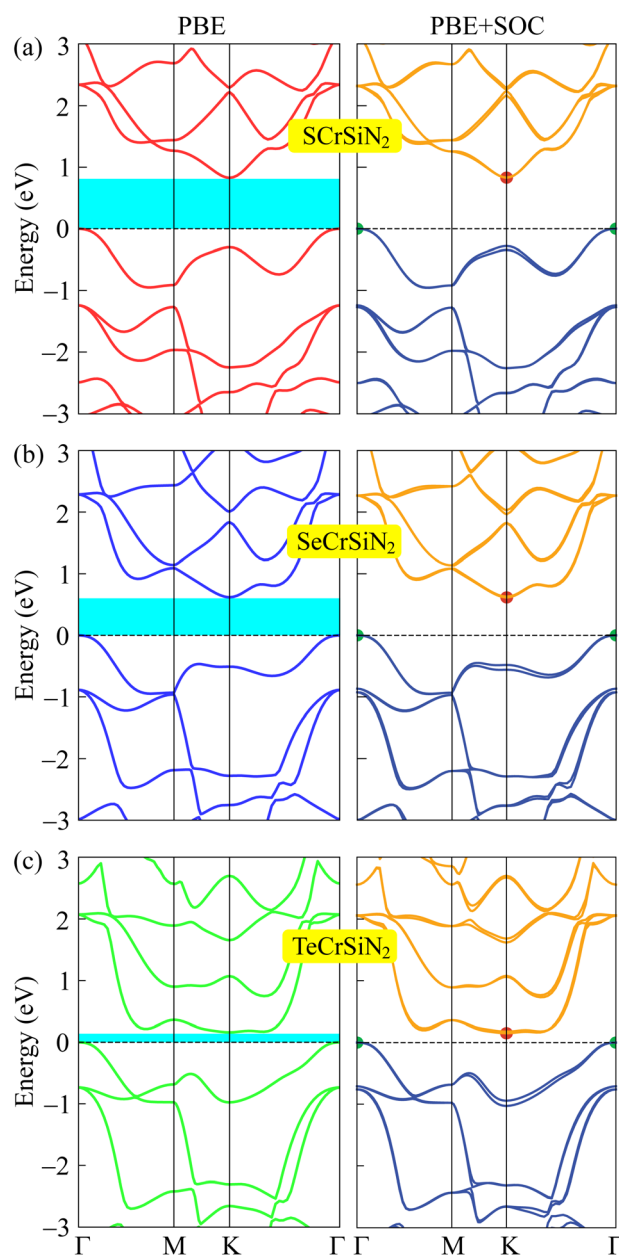 PBE PBE+SOC
(a)
3
2
SCrSiN₂
1
0
−1
−2
−3
Energy (eV)
(b)
3
2
SeCrSiN₂
1
0
−1
−2
−3
Energy (eV)
(c)
3
2
TeCrSiN₂
1
0
−1
−2
−3
Energy (eV)
Γ M K Γ M K Γ